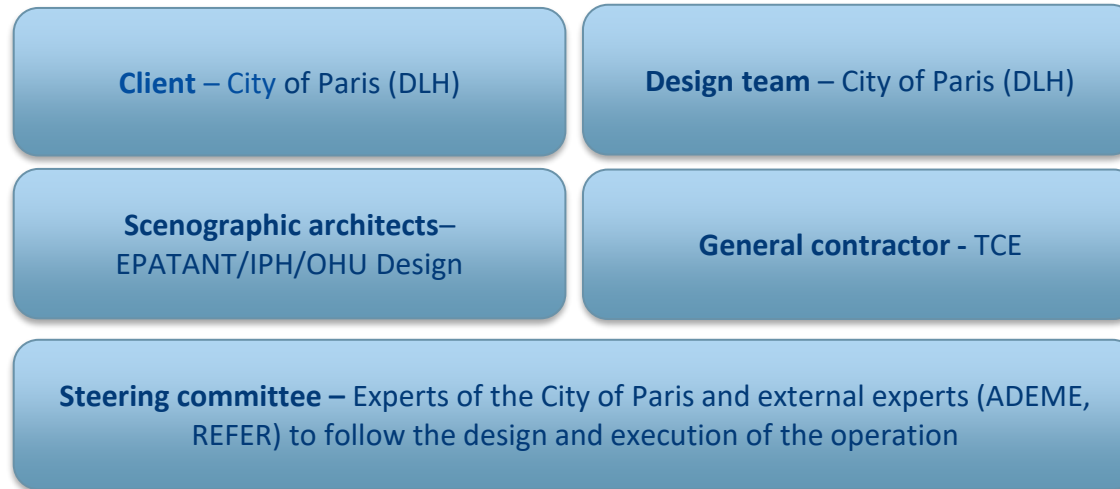 Client – City of Paris (DLH)
Design team – City of Paris (DLH)
Scenographic architects–
EPATANT/IPH/OHU Design
General contractor - TCE
Steering committee – Experts of the City of Paris and external experts (ADEME,
REFER) to follow the design and execution of the operation